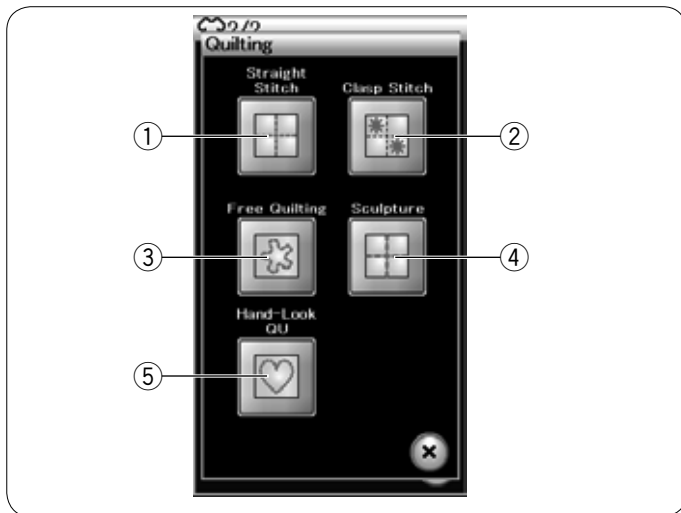 2/2
Quilting
Straight
Stitch
Clasp Stitch
1
2
Free Quilting
Sculpture
3
4
Hand-Look
QU
5